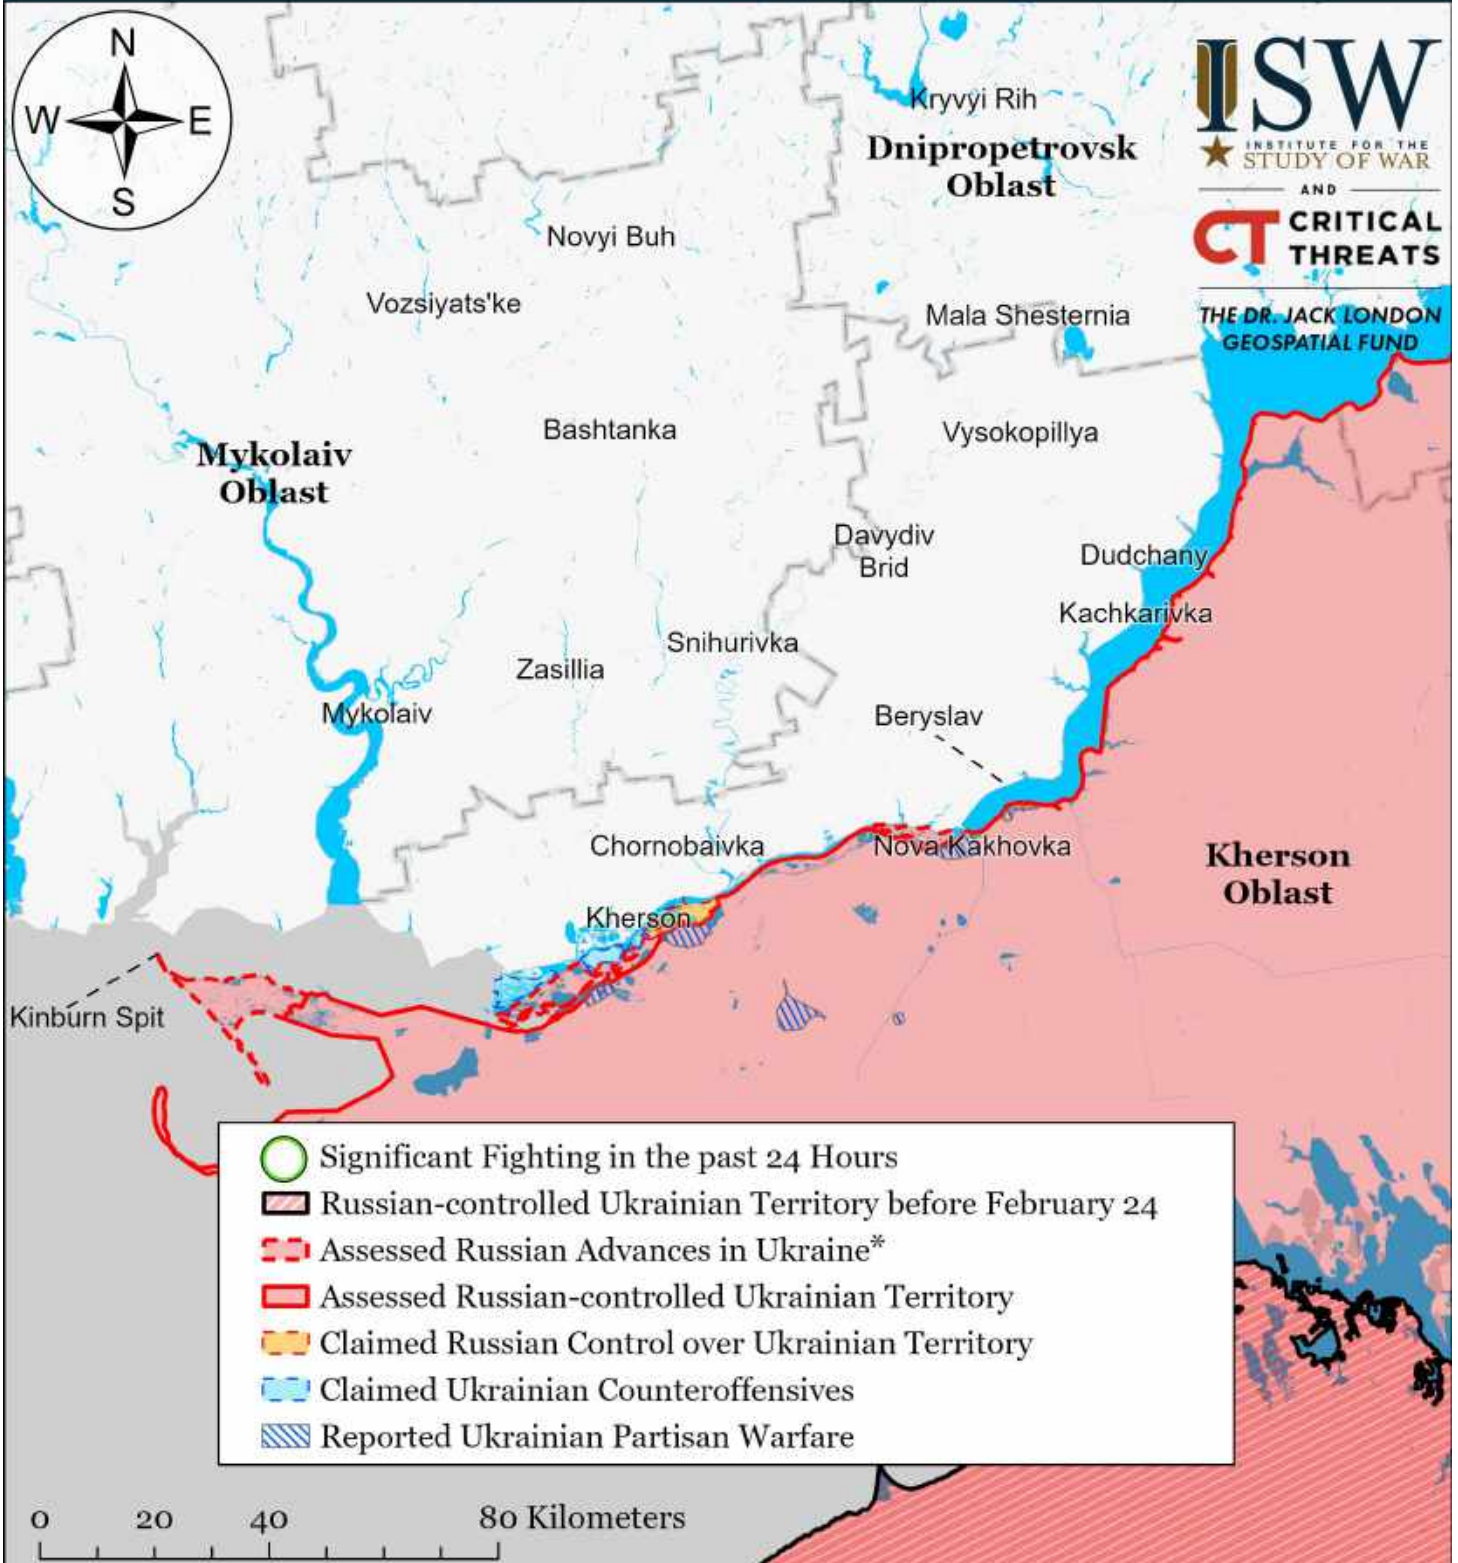 N
W E
S
ISW
INSTITUTE FOR THE
STUDY OF WAR
AND
CT CRITICAL
THREATS
THE DR. JACK LONDON
GEOSPATIAL FUND
Kryvyi Rih
Dnipropetrovsk
Oblast
Novyi Buh
Vozsiyats'ke
Mala Shesternia
Bashtanka
Vysokopillya
Mykolaiv
Oblast
Davydiv
Brid
Dudchany
Kachkarivka
Snihurivka
Zasillia
Mykolaiv
Beryslav
Chornobaivka
Nova Kakhovka
Kherson
Oblast
Kherson
Kinburn Spit
Significant Fighting in the past 24 Hours
Russian-controlled Ukrainian Territory before February 24
Assessed Russian Advances in Ukraine*
Assessed Russian-controlled Ukrainian Territory
Claimed Russian Control over Ukrainian Territory
Claimed Ukrainian Counteroffensives
Reported Ukrainian Partisan Warfare
0 20 40 80 Kilometers